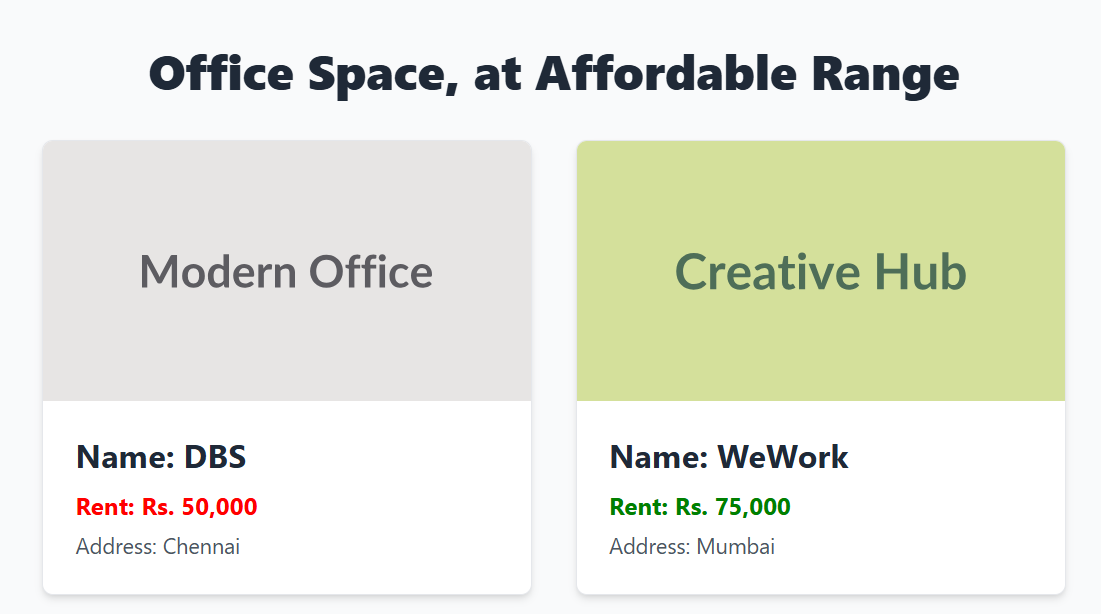 Office Space, at Affordable Range
Modern Office
Name: DBS
Rent: Rs. 50,000
Address: Chennai
Creative Hub
Name: WeWork
Rent: Rs. 75,000
Address: Mumbai